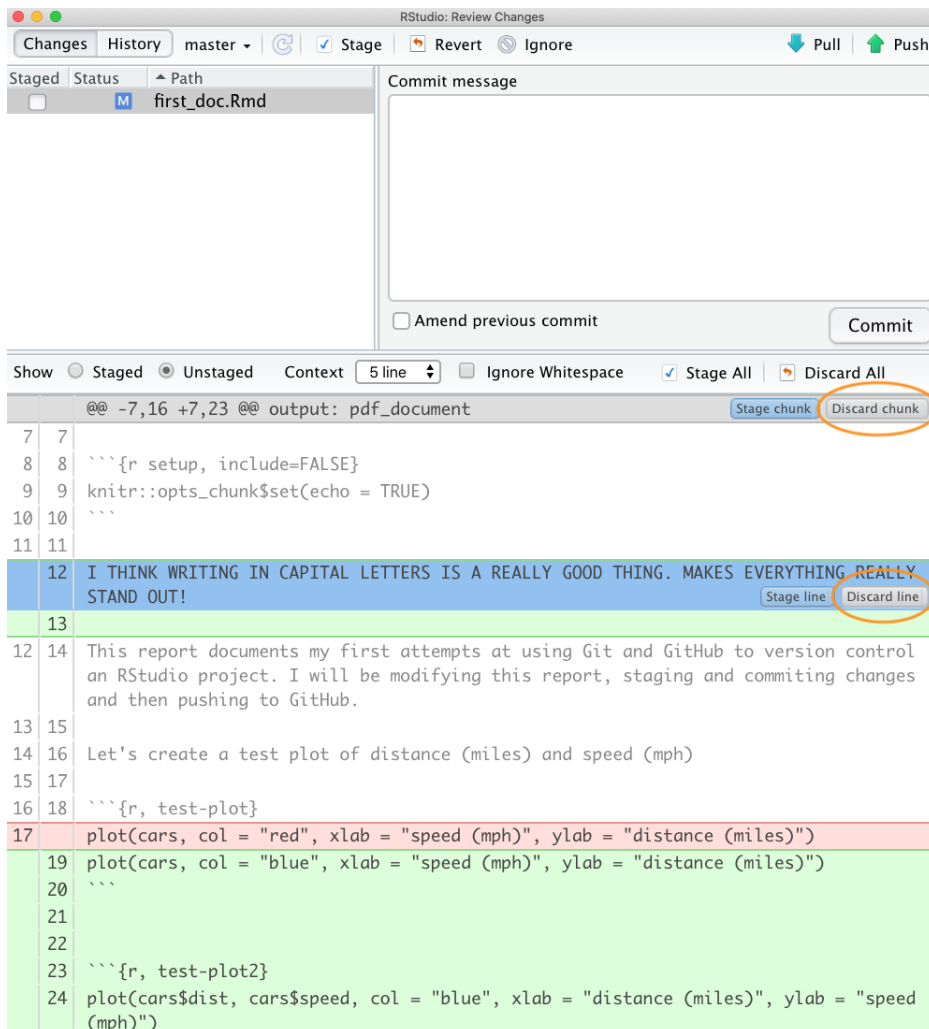 RStudio: Review Changes
Changes History master Stage Revert Ignore Pull Push
Staged Status Path
M first_doc.Rmd
Commit message
Amend previous commit
Commit
Show Staged Unstaged Context 5 line Ignore Whitespace Stage All Discard All
@@ -7,16 +7,23 @@ output: pdf_document Stage chunk Discard chunk
7 7
8 8 ```{r setup, include=FALSE}
9 9 knitr::opts_chunk$set(echo = TRUE)
10 10 ```
11 11
12 I THINK WRITING IN CAPITAL LETTERS IS A REALLY GOOD THING. MAKES EVERYTHING REALLY
STAND OUT! Stage line Discard line
13
12 14 This report documents my first attempts at using Git and GitHub to version control
an RStudio project. I will be modifying this report, staging and commiting changes
and then pushing to GitHub.
13 15
14 16 Let's create a test plot of distance (miles) and speed (mph)
15 17
16 18 ```{r, test-plot}
17 plot(cars, col = "red", xlab = "speed (mph)", ylab = "distance (miles)")
19 plot(cars, col = "blue", xlab = "speed (mph)", ylab = "distance (miles)")
20 ```
21
22
23 ```{r, test-plot2}
24 plot(cars$dist, cars$speed, col = "blue", xlab = "distance (miles)", ylab = "speed
(mph)")